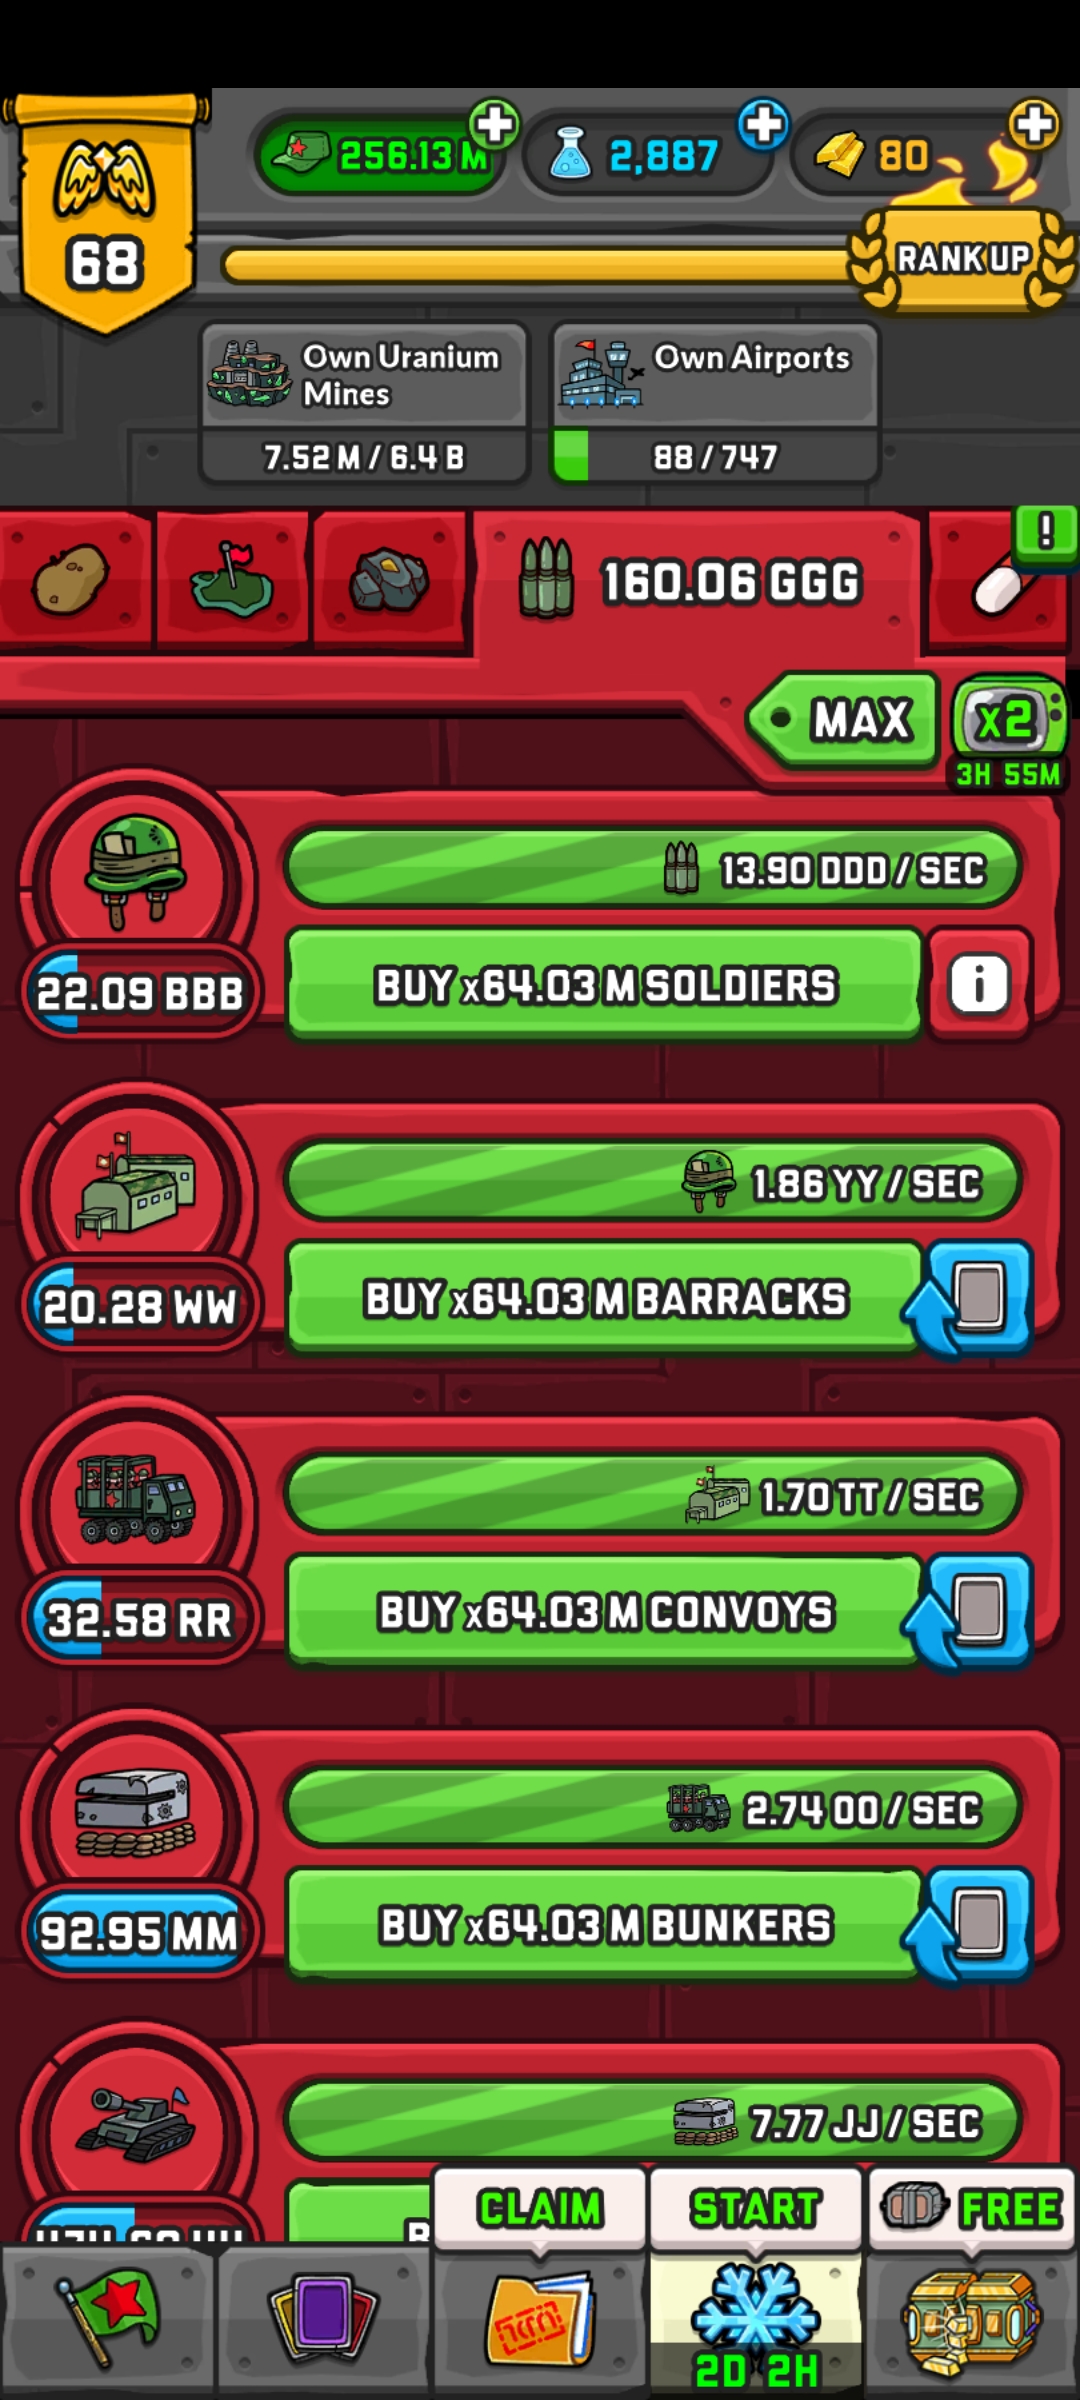 256.13 M
2,887
80
68
RANK UP
Own Uranium
Mines
7.52 M / 6.4 B
Own Airports
88 / 747
160.06 GGG
!
MAX
x2
3H 55M
13.90 DDD / SEC
22.09 BBB
BUY x64.03 M SOLDIERS
i
1.86 YY / SEC
20.28 WW
BUY x64.03 M BARRACKS
1.70 TT / SEC
32.58 RR
BUY x64.03 M CONVOYS
2.74 OO / SEC
92.95 MM
BUY x64.03 M BUNKERS
7.77 JJ / SEC
B
CLAIM
START
FREE
2D 2H